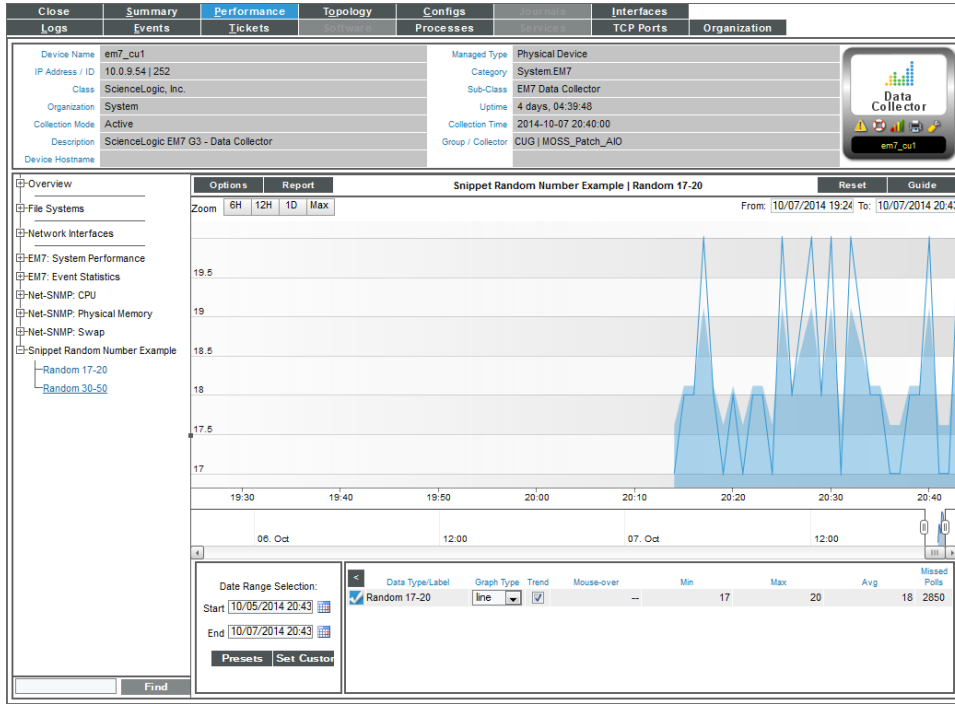 Close Summary Performance Topology Configs Journals Interfaces
Logs Events Tickets Software Processes Services TCP Ports Organization
Device Name em7_cu1 Managed Type Physical Device
IP Address / ID 10.0.9.54 | 252 Category System.EM7
Class ScienceLogic, Inc. Sub-Class EM7 Data Collector
Organization System Uptime 4 days, 04:39:48
Collection Mode Active Collection Time 2014-10-07 20:40:00
Description ScienceLogic EM7 G3 - Data Collector Group / Collector CUG | MOSS_Patch_AIO
Device Hostname
Data
Collector
em7_cu1
Overview
File Systems
Network Interfaces
EM7: System Performance
EM7: Event Statistics
Net-SNMP: CPU
Net-SNMP: Physical Memory
Net-SNMP: Swap
Snippet Random Number Example
Random 17-20
Random 30-50
Find
Options Report Snippet Random Number Example | Random 17-20 Reset Guide
Zoom 6H 12H 1D Max From: 10/07/2014 19:24 To: 10/07/2014 20:43
19.5
19
18.5
18
17.5
17
19:30 19:40 19:50 20:00 20:10 20:20 20:30 20:40
06. Oct 12:00 07. Oct 12:00
Date Range Selection:
Start 10/05/2014 20:43
End 10/07/2014 20:43
Presets Set Custor
< Data Type/Label Graph Type Trend Mouse-over Min Max Avg Missed Polls
Random 17-20 line -- 17 20 18 2850